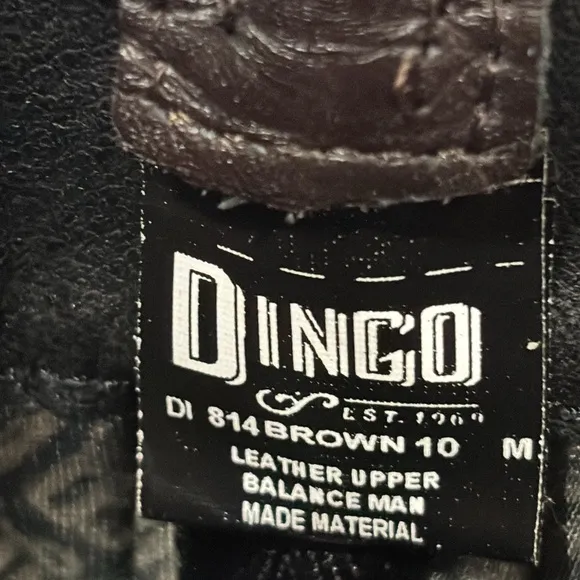 DINGO
EST. 1969
DI 814 BROWN 10 M
LEATHER UPPER
BALANCE MAN
MADE MATERIAL